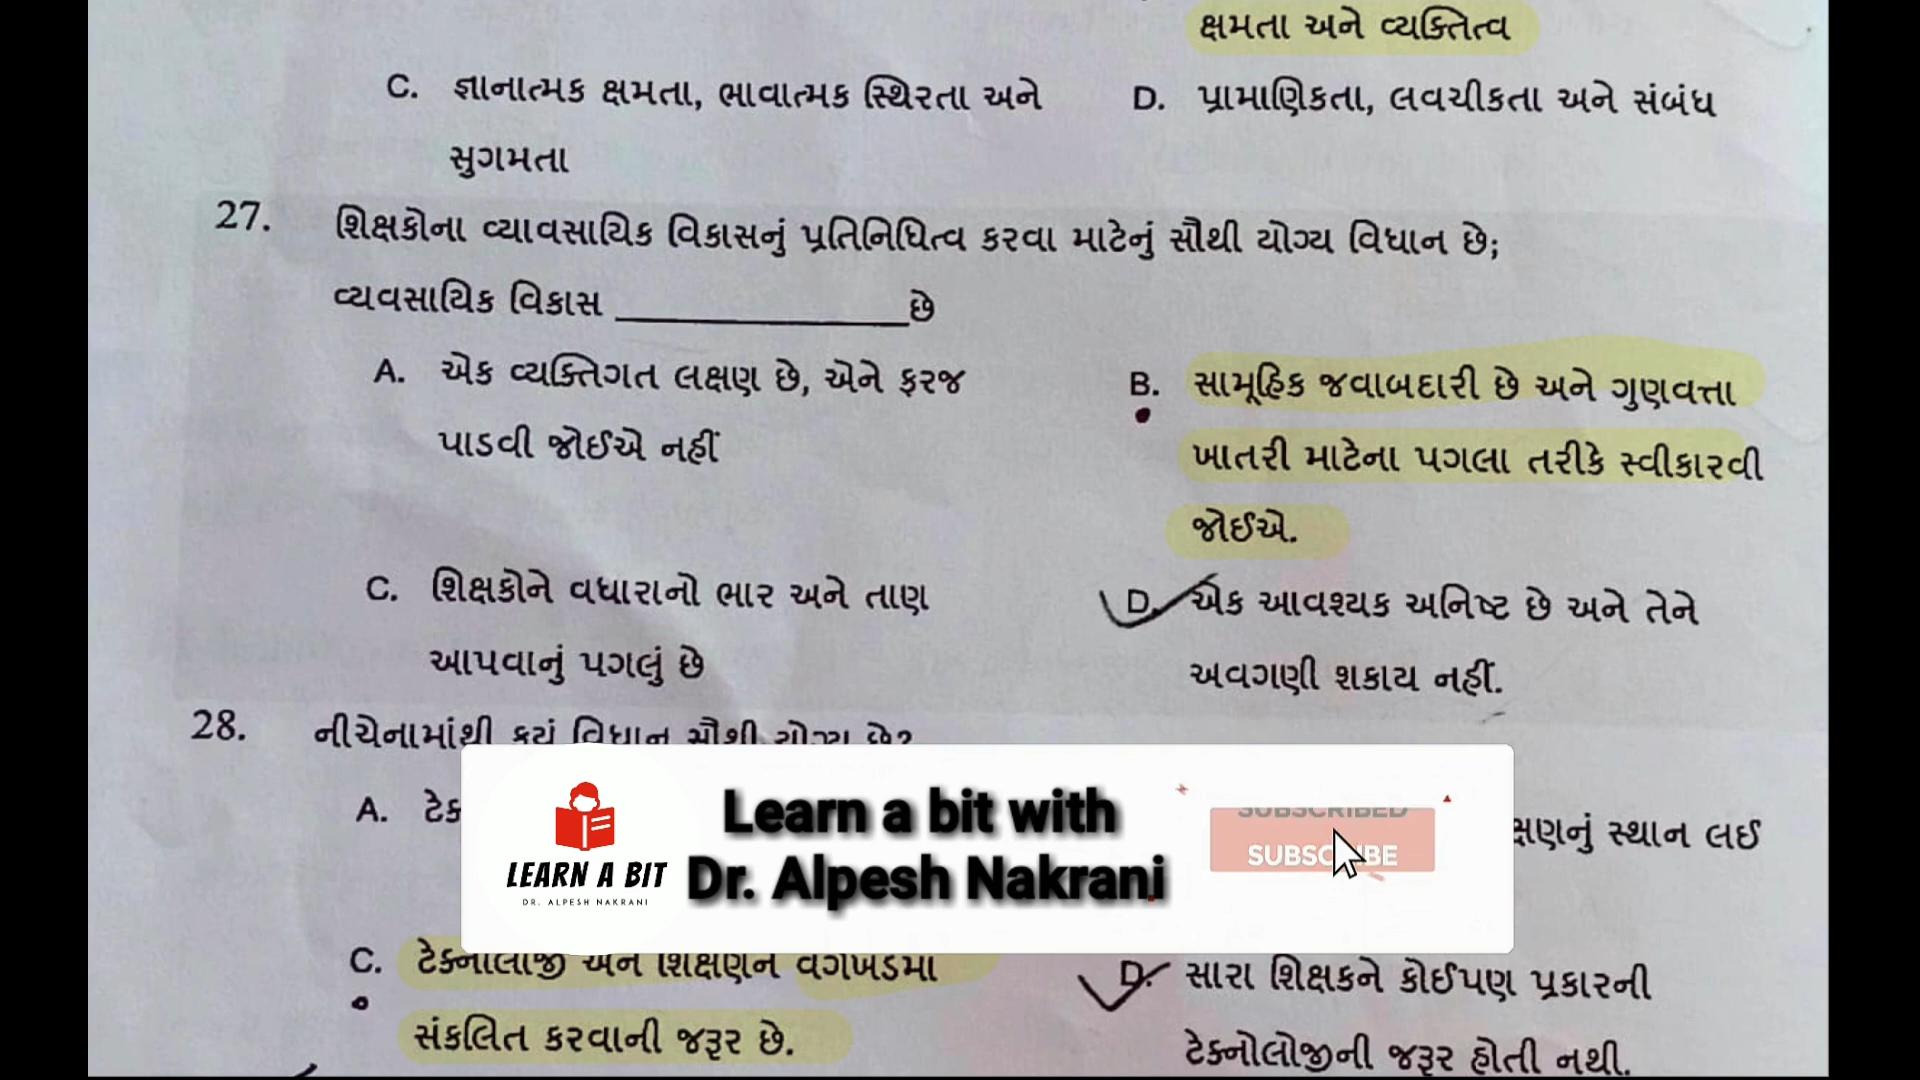 ક્ષમતા અને વ્યક્તિત્વ
C. જ્ઞાનાત્મક ક્ષમતા, ભાવાત્મક સ્થિરતા અને
સુગમતા
D. પ્રામાણિકતા, લવચીકતા અને સંબંધ
27. શિક્ષકોના વ્યાવસાયિક વિકાસનું પ્રતિનિધિત્વ કરવા માટેનું સૌથી યોગ્ય વિધાન છે;
વ્યવસાયિક વિકાસ ______________ છે
A. એક વ્યક્તિગત લક્ષણ છે, એને ફરજ
પાડવી જોઈએ નહીં
B. સામૂહિક જવાબદારી છે અને ગુણવત્તા
ખાતરી માટેના પગલા તરીકે સ્વીકારવી
જોઈએ.
C. શિક્ષકોને વધારાનો ભાર અને તાણ
આપવાનું પગલું છે
D. એક આવશ્યક અનિષ્ટ છે અને તેને
અવગણી શકાય નહીં.
28. નીચેનામાંથી કયું વિધાન સૌથી યોગ્ય છે?
A.
સ્થાન લઈ
LEARN A BIT
DR. ALPESH NAKRANI
Learn a bit with
Dr. Alpesh Nakrani
SUBSCRIBED
SUBSCRIBE
C. ટેક્નોલોજી અને શિક્ષણને વર્ગખંડમાં
સંકલિત કરવાની જરૂર છે.
D. સારા શિક્ષકને કોઈપણ પ્રકારની
ટેક્નોલોજીની જરૂર હોતી નથી.